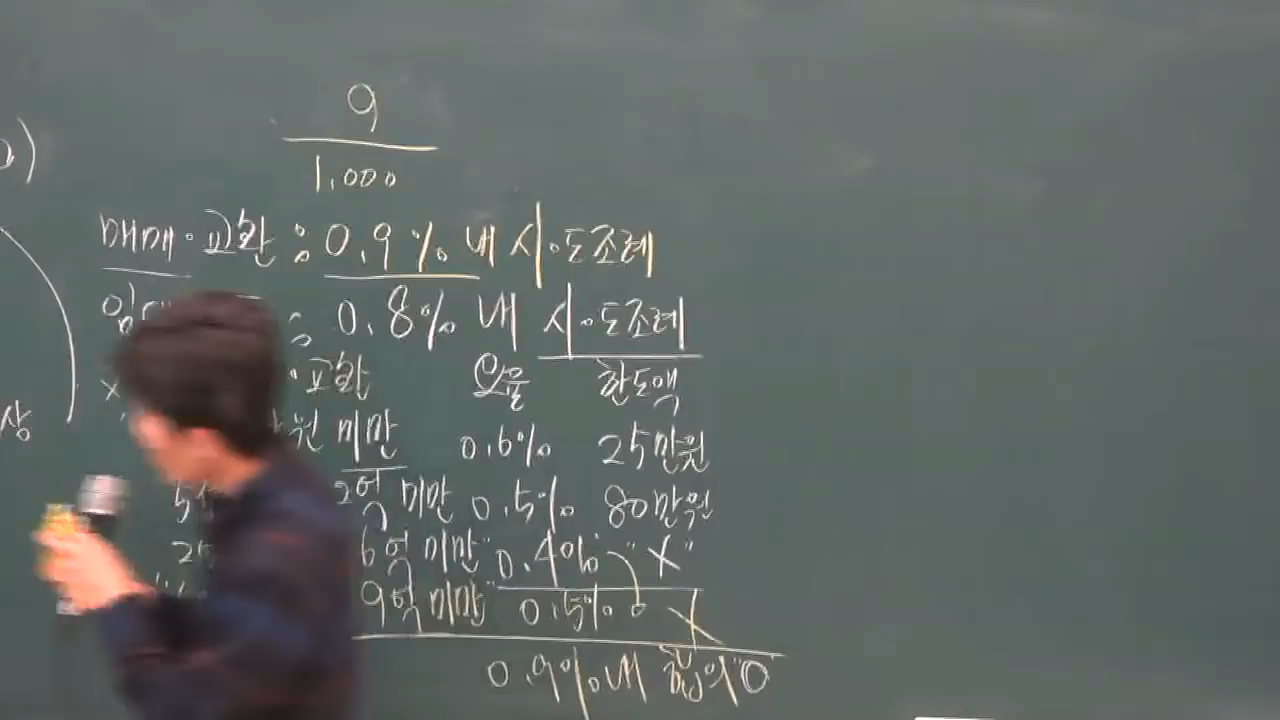 9
1,000
매매·교환 : 0.9% 내 시·도조례
: 0.8% 내 시·도조례
·교환 요율 한도액
원 미만 0.6% 25만원
2억 미만 0.5% 80만원
6억 미만 0.4% "X"
9억 미만 0.5% X
0.9%내 협의"0"
상